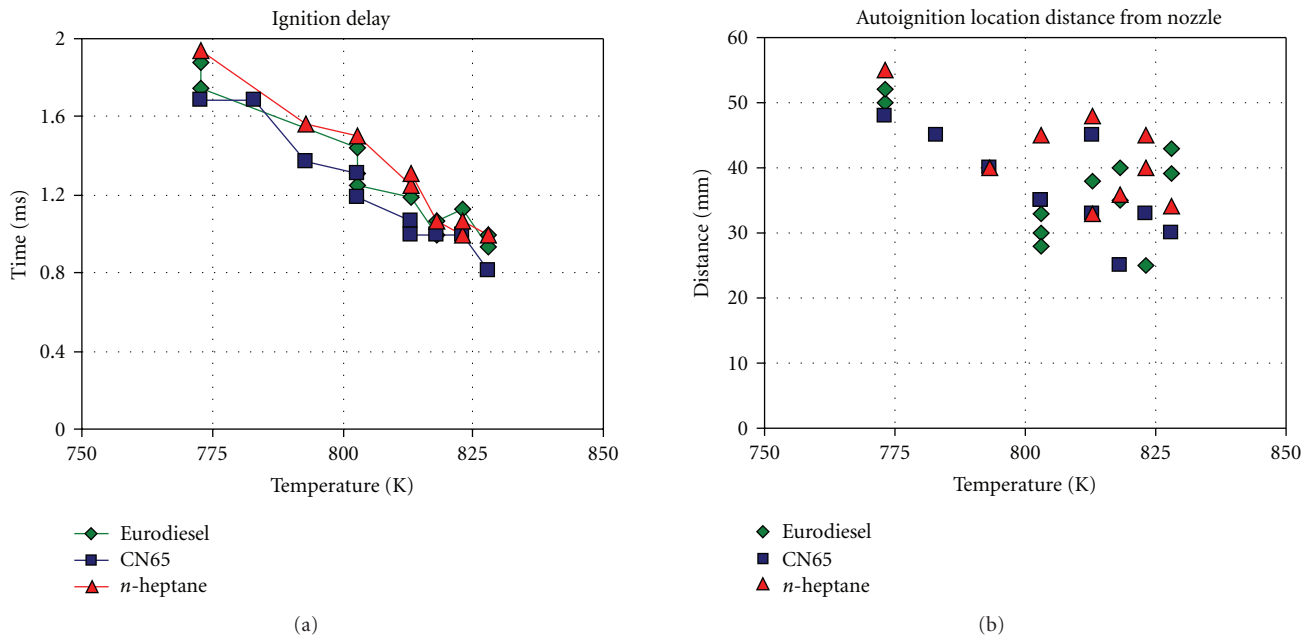 Ignition delay
2
1.6
1.2
0.8
0.4
0
Time (ms)
750 775 800 825 850
Temperature (K)
Eurodiesel
CN65
n-heptane
(a)
Autoignition location distance from nozzle
60
50
40
30
20
10
0
Distance (mm)
750 775 800 825 850
Temperature (K)
Eurodiesel
CN65
n-heptane
(b)